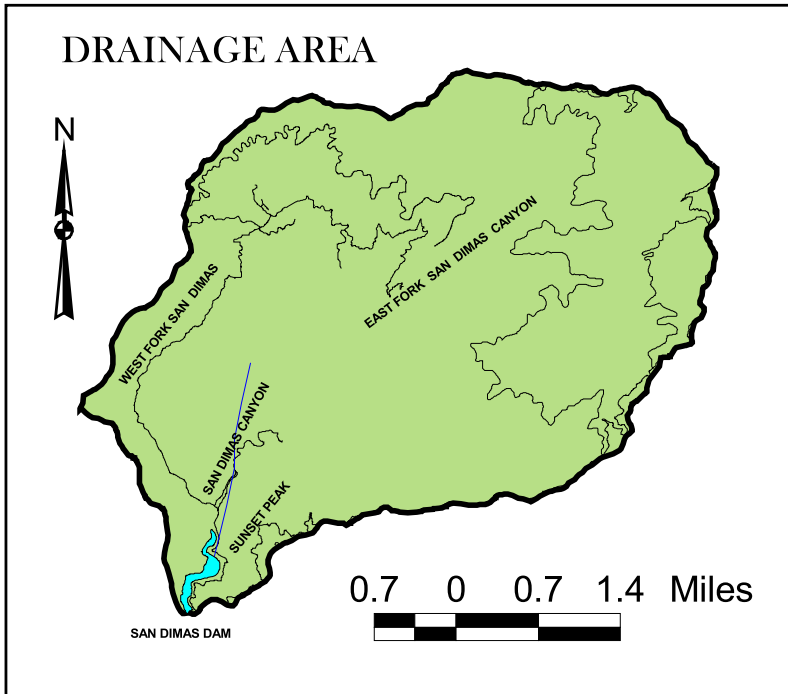 DRAINAGE AREA
N
WEST FORK SAN DIMAS
EAST FORK SAN DIMAS CANYON
SAN DIMAS CANYON
SUNSET PEAK
0.7 0 0.7 1.4 Miles
SAN DIMAS DAM